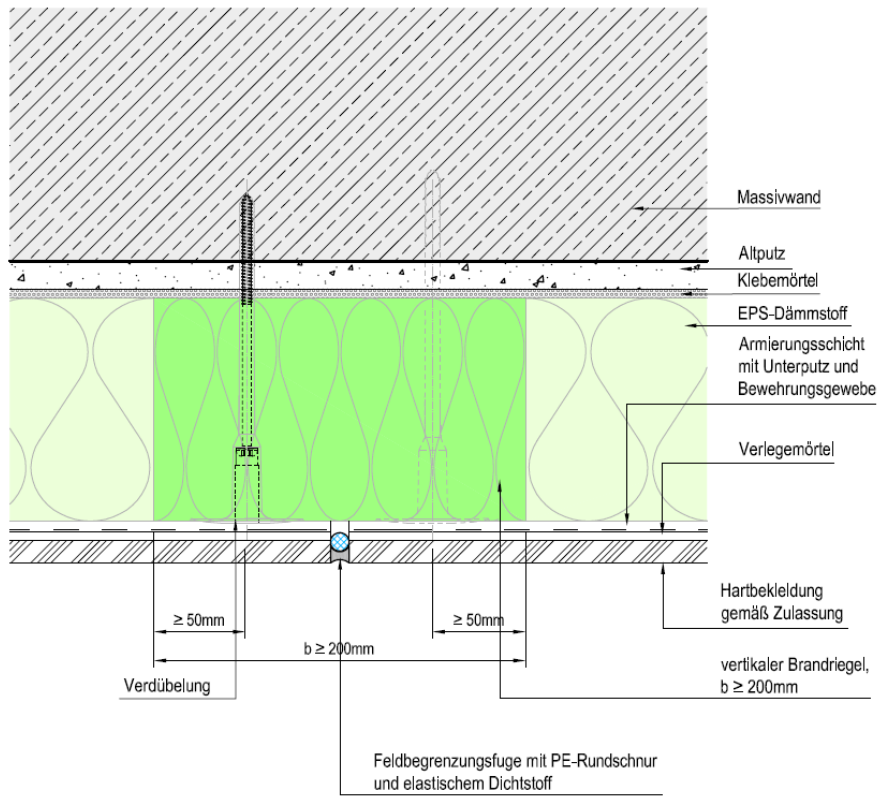 Massivwand
Altputz
Klebemörtel
EPS-Dämmstoff
Armierungsschicht
mit Unterputz und
Bewehrungsgewebe
Verlegemörtel
Hartbekleidung
gemäß Zulassung
≥ 50mm
≥ 50mm
b ≥ 200mm
vertikaler Brandriegel,
b ≥ 200mm
Verdübelung
Feldbegrenzungsfuge mit PE-Rundschnur
und elastischem Dichtstoff